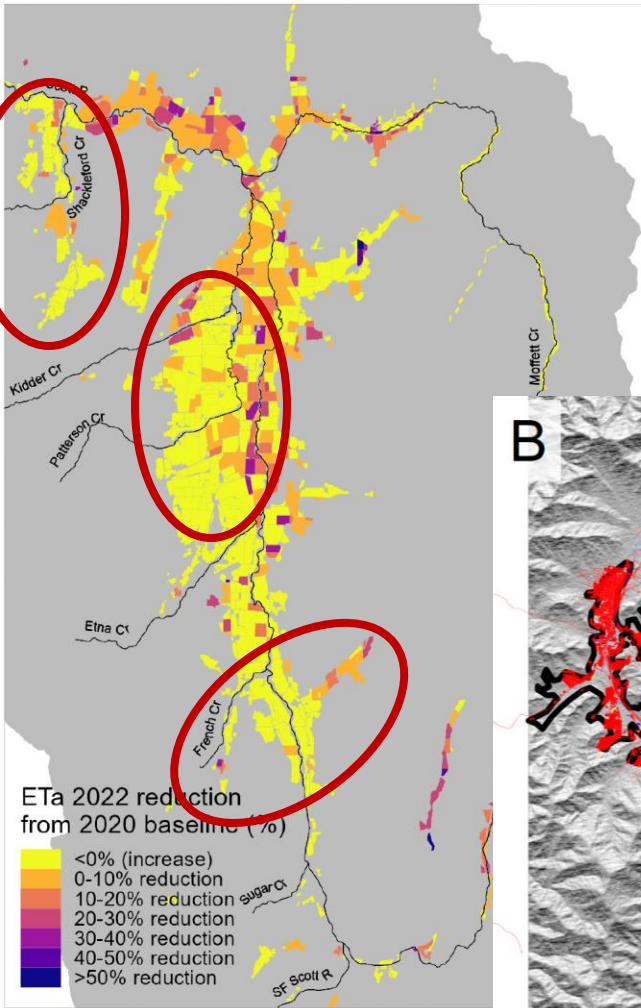 Shackleford Cr
Kidder Cr
Patterson Cr
Moffett Cr
B
Etna Cr
French Cr
ETa 2022 reduction
from 2020 baseline (%)
<0% (increase)
0-10% reduction
10-20% reduction
20-30% reduction
30-40% reduction
40-50% reduction
>50% reduction
Sugar Cr
SF Scott R